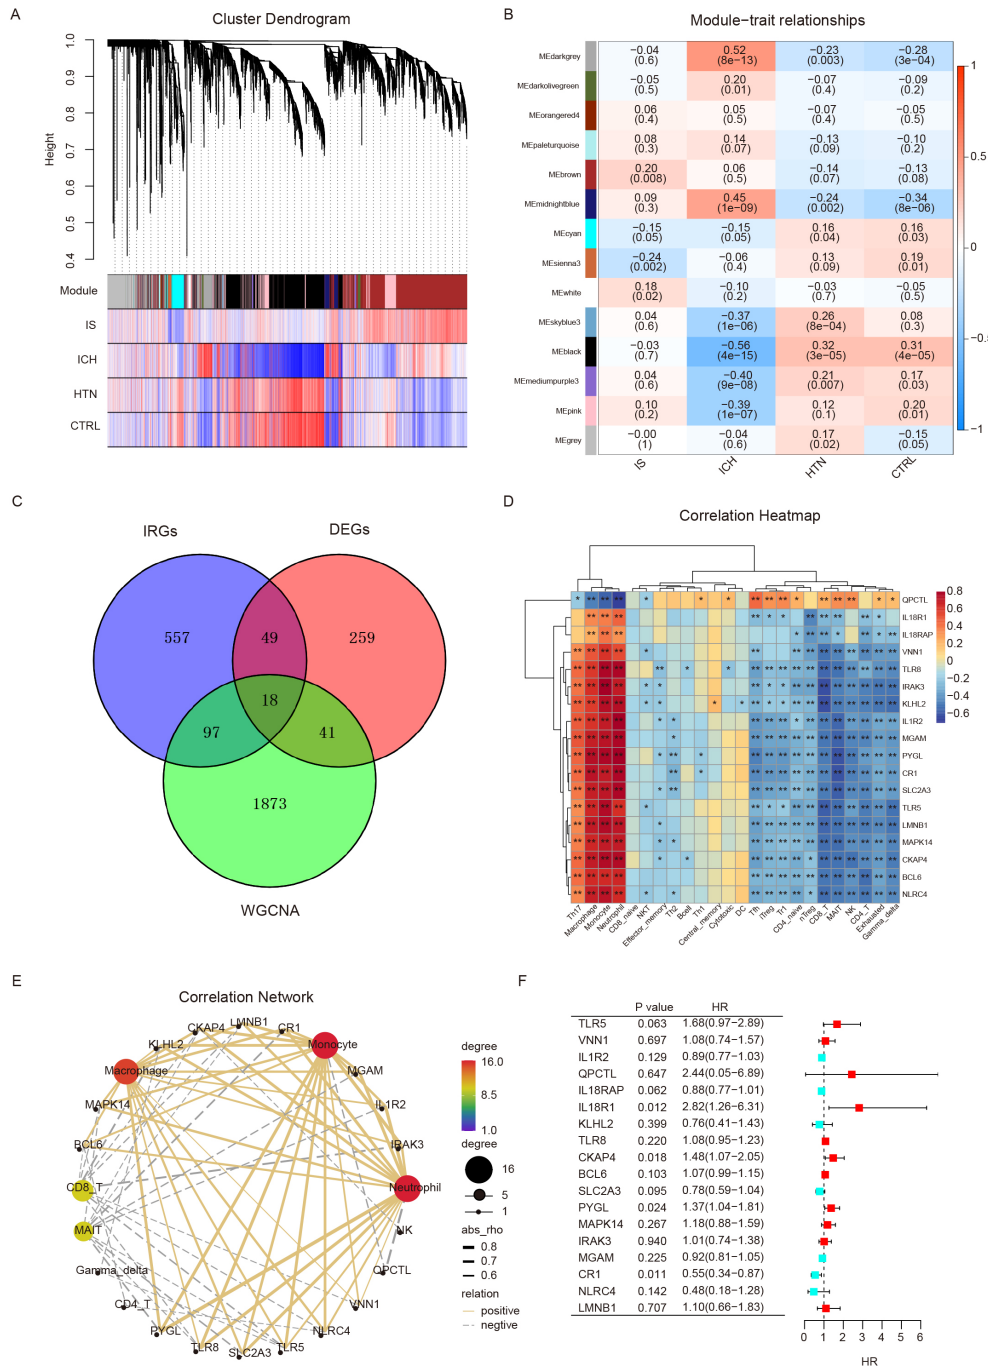 A
Cluster Dendrogram
Height
1.0
0.9
0.8
0.7
0.6
0.5
0.4
Module
IS
ICH
HTN
CTRL
B
Module−trait relationships
MEdarkgrey −0.04 (0.6) 0.52 (8e−13) −0.23 (0.003) −0.28 (3e−04)
MEdarkolivegreen −0.05 (0.5) 0.20 (0.01) −0.07 (0.4) −0.09 (0.2)
MEorangered4 0.06 (0.4) 0.05 (0.5) −0.07 (0.4) −0.05 (0.5)
MEpaleturquoise 0.08 (0.3) 0.14 (0.07) −0.13 (0.09) −0.10 (0.2)
MEbrown 0.20 (0.008) 0.06 (0.5) −0.14 (0.07) −0.13 (0.08)
MEmidnightblue 0.09 (0.3) 0.45 (1e−09) −0.24 (0.002) −0.34 (8e−06)
MEcyan −0.15 (0.05) −0.15 (0.05) 0.16 (0.04) 0.16 (0.03)
MEsienna3 −0.24 (0.002) −0.06 (0.4) 0.13 (0.09) 0.19 (0.01)
MEwhite 0.18 (0.02) −0.10 (0.2) −0.03 (0.7) −0.05 (0.5)
MEskyblue3 0.04 (0.6) −0.37 (1e−06) 0.26 (8e−04) 0.08 (0.3)
MEblack −0.03 (0.7) −0.56 (4e−15) 0.32 (3e−05) 0.31 (4e−05)
MEmediumpurple3 0.04 (0.6) −0.40 (9e−08) 0.21 (0.007) 0.17 (0.03)
MEpink 0.10 (0.2) −0.39 (1e−07) 0.12 (0.1) 0.20 (0.01)
MEgrey −0.00 (1) −0.04 (0.6) 0.17 (0.02) −0.15 (0.05)
IS ICH HTN CTRL
1
0.5
0
−0.5
−1
C
IRGs
DEGs
557
49
259
18
97
41
1873
WGCNA
D
Correlation Heatmap
QPCTL
IL18R1
IL18RAP
VNN1
TLR8
IRAK3
KLHL2
IL1R2
MGAM
PYGL
CR1
SLC2A3
TLR5
LMNB1
MAPK14
CKAP4
BCL6
NLRC4
Th17 Macrophage Monocyte Neutrophil CD8_naive NKT Effector_memory Th2 Bcell Th1 Central_memory Cytotoxic DC Tfh iTreg Tr1 CD4_naive nTreg CD8_T MAIT NK CD4_T Exhausted Gamma_delta
0.8
0.6
0.4
0.2
0
−0.2
−0.4
−0.6
E
Correlation Network
LMNB1
CKAP4
CR1
KLHL2
Monocyte
Macrophage
MGAM
MAPK14
IL1R2
BCL6
IRAK3
CD8_T
Neutrophil
MAIT
NK
Gamma_delta
QPCTL
CD4_T
VNN1
PYGL
NLRC4
TLR8
TLR5
SLC2A3
degree
16.0
8.5
1.0
degree
16
5
1
abs_rho
0.8
0.7
0.6
relation
positive
negtive
F
P value HR
TLR5 0.063 1.68(0.97−2.89)
VNN1 0.697 1.08(0.74−1.57)
IL1R2 0.129 0.89(0.77−1.03)
QPCTL 0.647 2.44(0.05−6.89)
IL18RAP 0.062 0.88(0.77−1.01)
IL18R1 0.012 2.82(1.26−6.31)
KLHL2 0.399 0.76(0.41−1.43)
TLR8 0.220 1.08(0.95−1.23)
CKAP4 0.018 1.48(1.07−2.05)
BCL6 0.103 1.07(0.99−1.15)
SLC2A3 0.095 0.78(0.59−1.04)
PYGL 0.024 1.37(1.04−1.81)
MAPK14 0.267 1.18(0.88−1.59)
IRAK3 0.940 1.01(0.74−1.38)
MGAM 0.225 0.92(0.81−1.05)
CR1 0.011 0.55(0.34−0.87)
NLRC4 0.142 0.48(0.18−1.28)
LMNB1 0.707 1.10(0.66−1.83)
0 1 2 3 4 5 6
HR